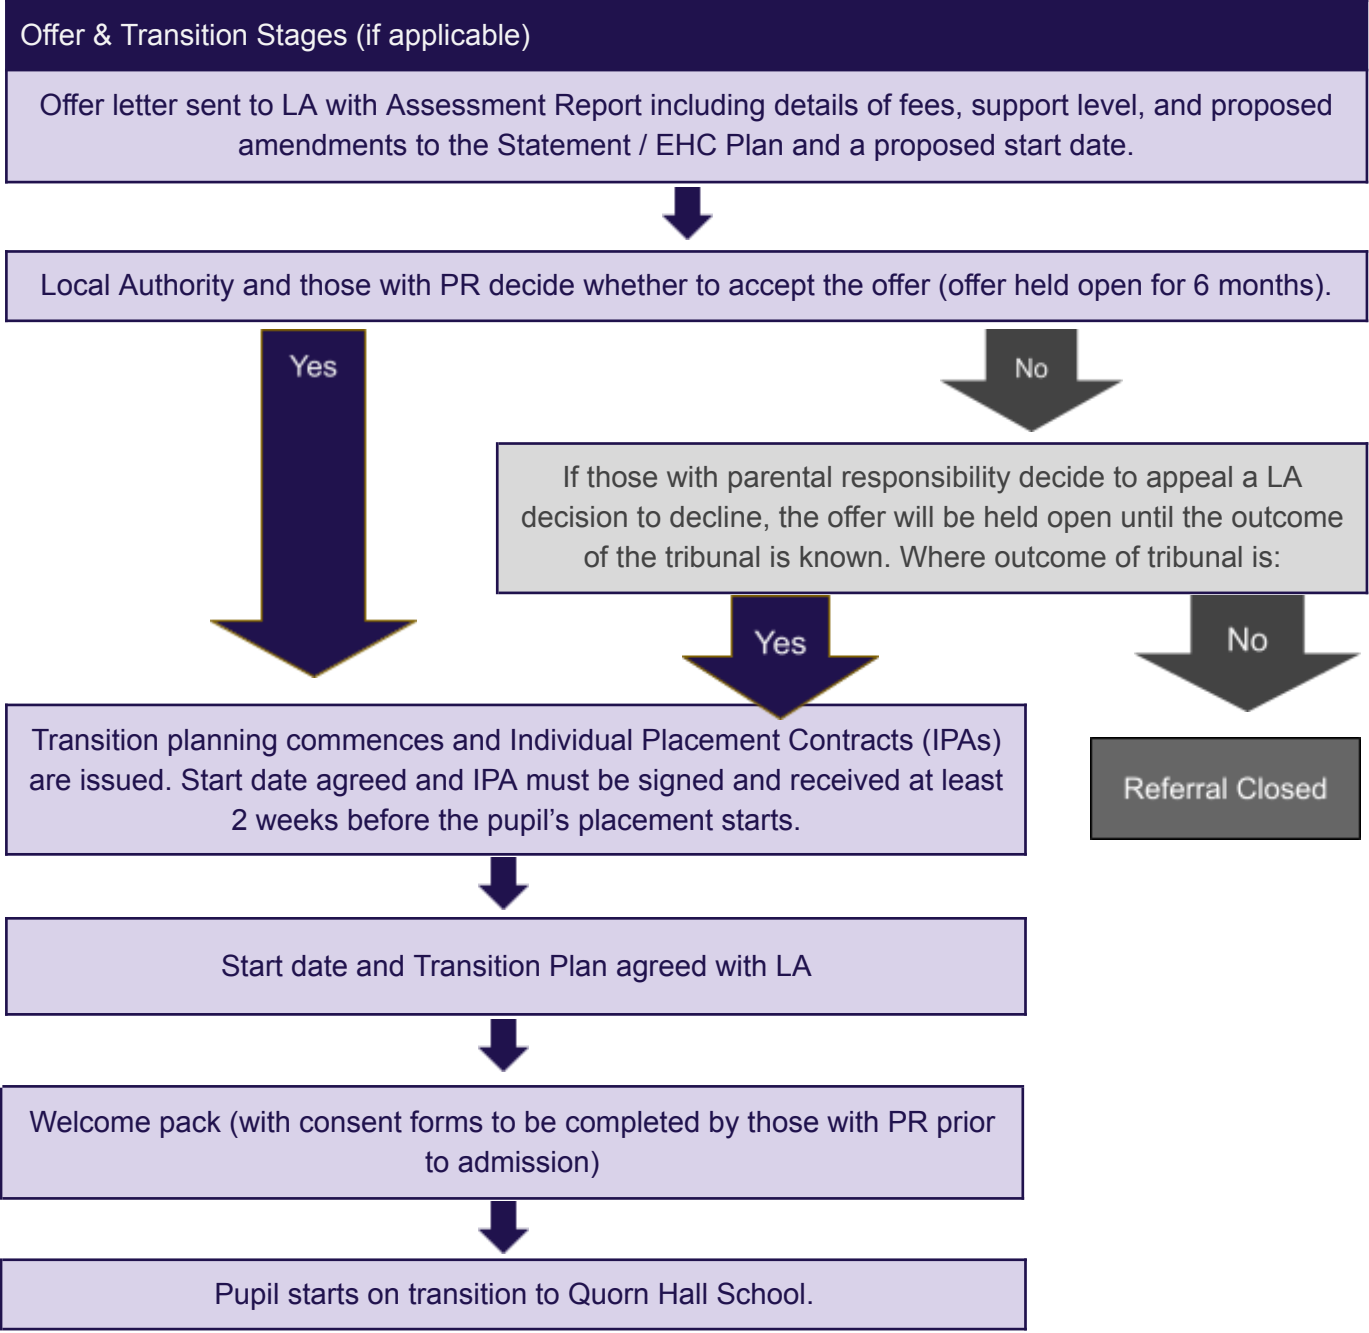 Offer & Transition Stages (if applicable)
Offer letter sent to LA with Assessment Report including details of fees, support level, and proposed
amendments to the Statement / EHC Plan and a proposed start date.
Local Authority and those with PR decide whether to accept the offer (offer held open for 6 months).
Yes
No
If those with parental responsibility decide to appeal a LA
decision to decline, the offer will be held open until the outcome
of the tribunal is known. Where outcome of tribunal is:
Yes
No
Transition planning commences and Individual Placement Contracts (IPAs)
are issued. Start date agreed and IPA must be signed and received at least
2 weeks before the pupil’s placement starts.
Referral Closed
Start date and Transition Plan agreed with LA
Welcome pack (with consent forms to be completed by those with PR prior
to admission)
Pupil starts on transition to Quorn Hall School.